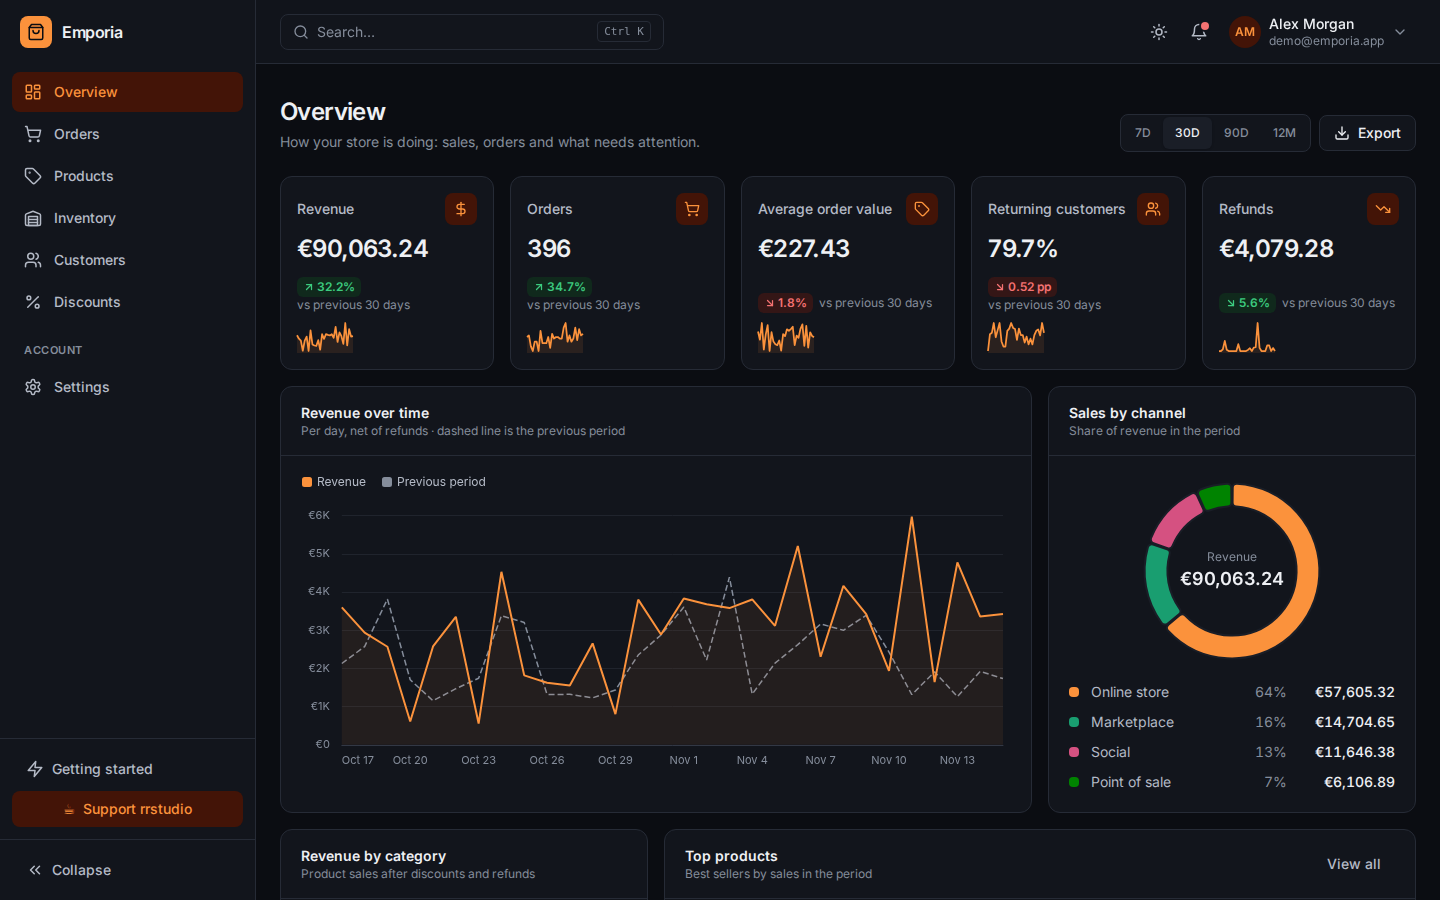 Emporia
Search...
Ctrl K
AM
Alex Morgan
demo@emporia.app
Overview
Orders
Products
Inventory
Customers
Discounts
ACCOUNT
Settings
Getting started
Support rrstudio
Collapse
Overview
How your store is doing: sales, orders and what needs attention.
7D 30D 90D 12M
Export
Revenue
€90,063.24
32.2%
vs previous 30 days
Orders
396
34.7%
vs previous 30 days
Average order value
€227.43
1.8% vs previous 30 days
Returning customers
79.7%
0.52 pp
vs previous 30 days
Refunds
€4,079.28
5.6% vs previous 30 days
Revenue over time
Per day, net of refunds · dashed line is the previous period
Revenue Previous period
€6K
€5K
€4K
€3K
€2K
€1K
€0
Oct 17 Oct 20 Oct 23 Oct 26 Oct 29 Nov 1 Nov 4 Nov 7 Nov 10 Nov 13
Sales by channel
Share of revenue in the period
Revenue
€90,063.24
Online store 64% €57,605.32
Marketplace 16% €14,704.65
Social 13% €11,646.38
Point of sale 7% €6,106.89
Revenue by category
Product sales after discounts and refunds
Top products
Best sellers by sales in the period
View all